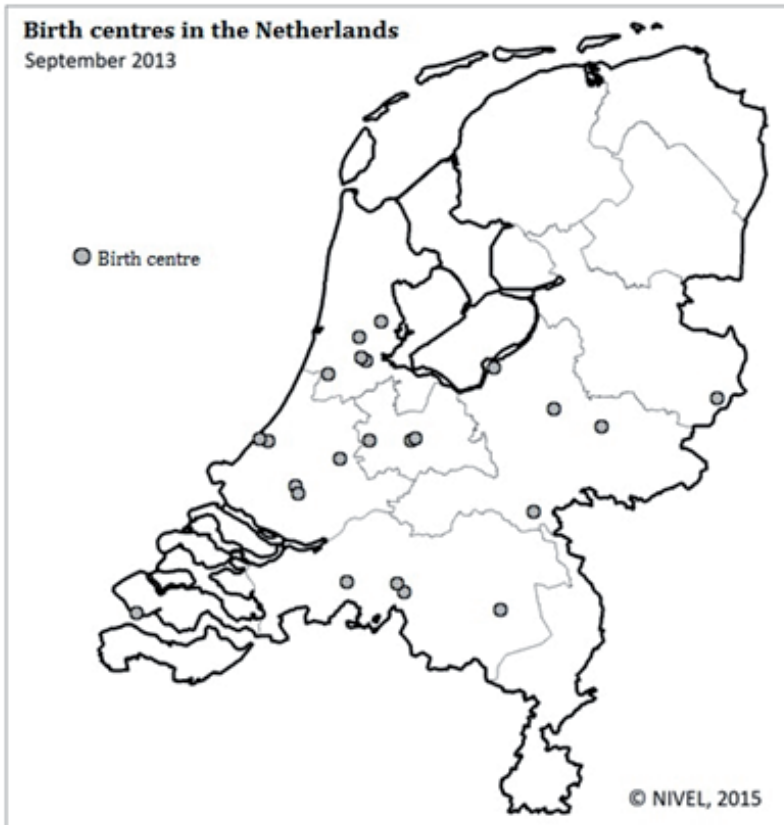 Birth centres in the Netherlands
September 2013
Birth centre
© NIVEL, 2015